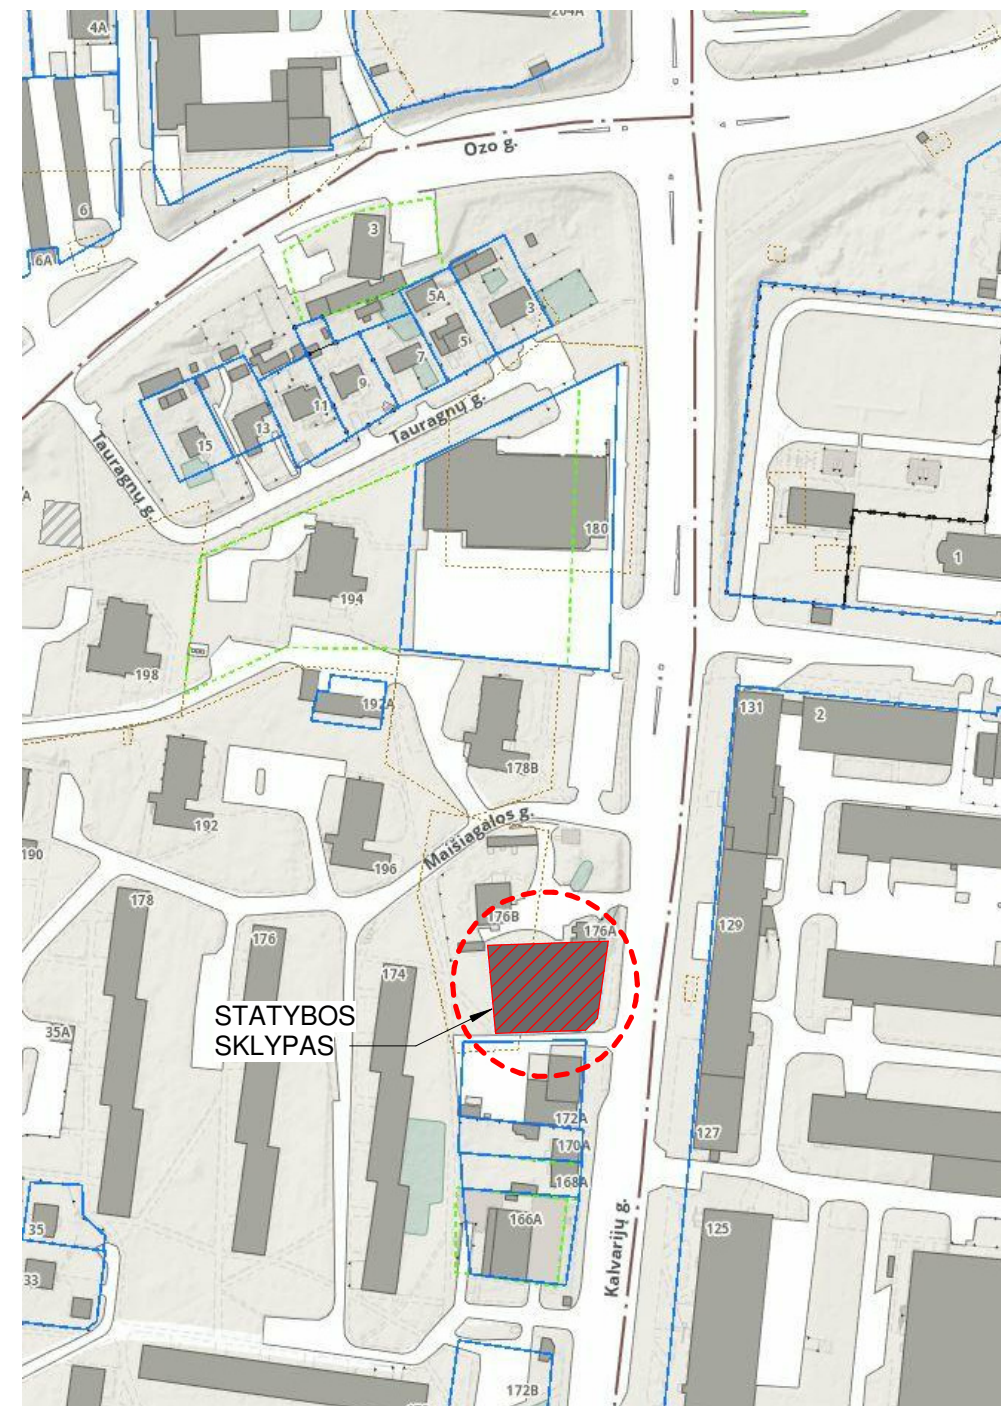 4A
204A
Ozo g.
6
6A
3
5A
3
5
7
9
11
13
15
Tauragnų g.
Tauragnų g.
A
180
1
194
198
192A
131
2
178B
192
196
190
Maišiagalos g.
178
176
176B
176A
129
174
STATYBOS
SKLYPAS
35A
172A
127
170A
168A
35
166A
125
Kalvarijų g.
33
172B